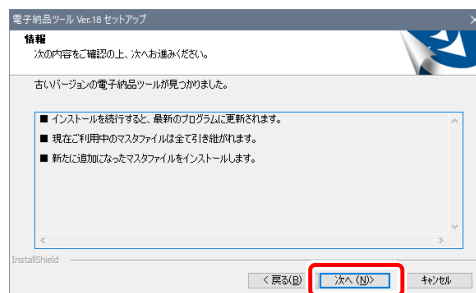 電子納品ツール Ver.18 セットアップ
情報
次の内容をご確認の上、次へお進みください。
古いバージョンの電子納品ツールが見つかりました。
■ インストールを続行すると、最新のプログラムに更新されます。
■ 現在ご利用中のマスタファイルは全て引き継がれます。
■ 新たに追加になったマスタファイルをインストールします。
InstallShield
< 戻る(B) 次へ (N)> キャンセル